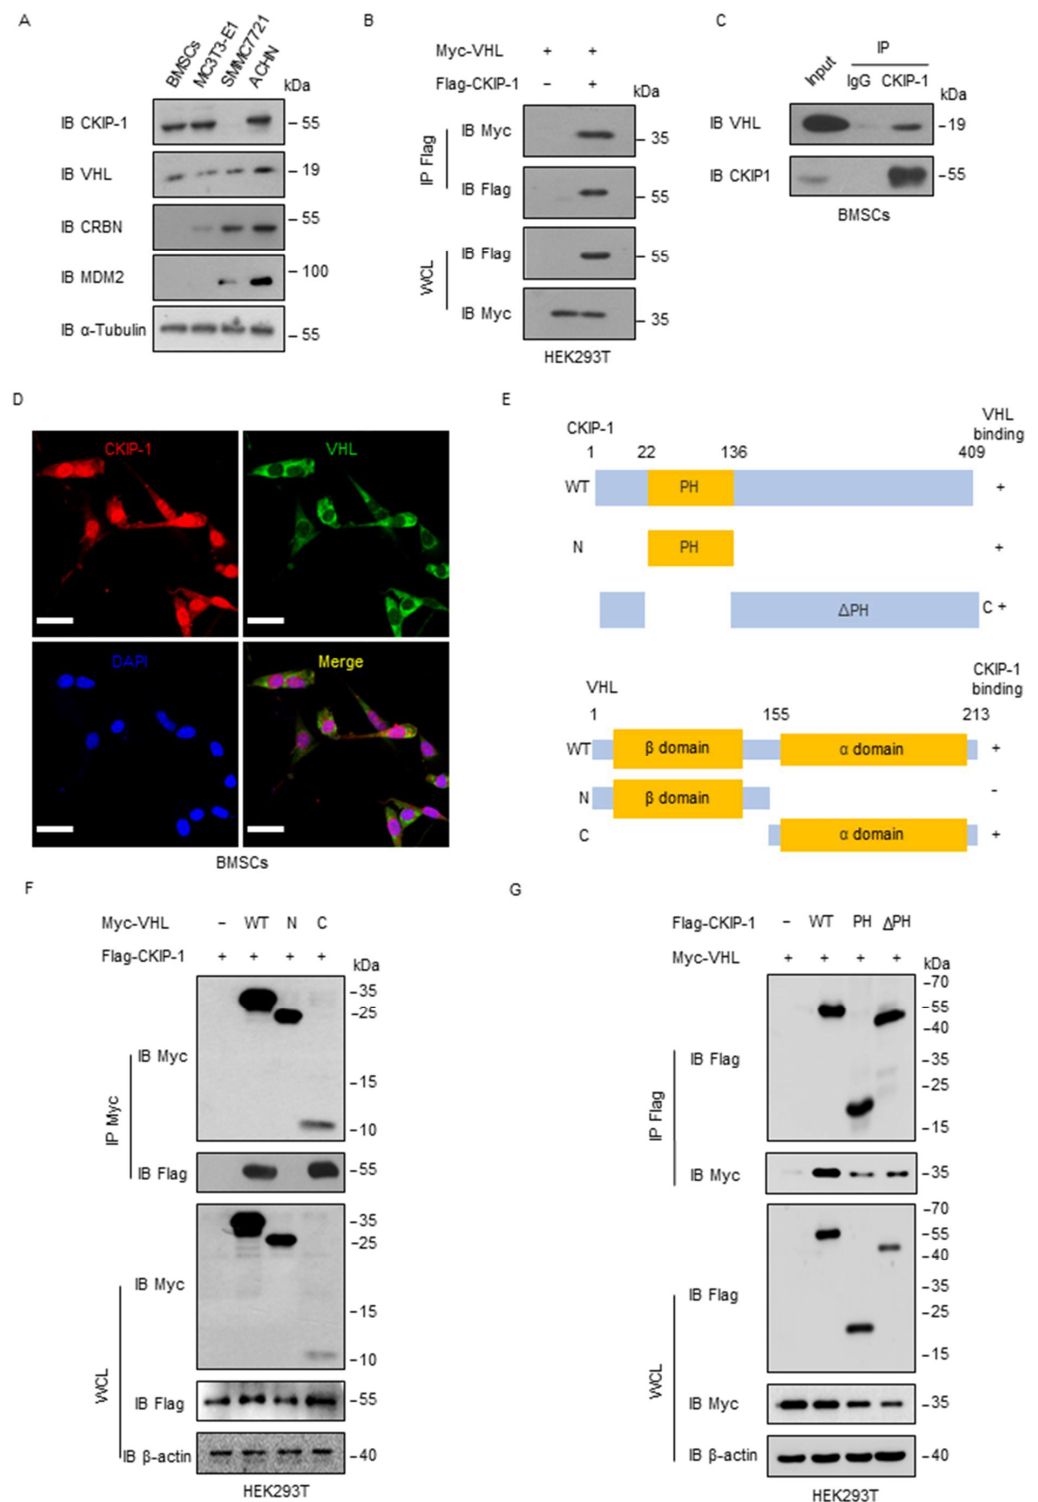 A
BMSCs
MC3T3-E1
SMMC7721
ACHN
kDa
IB CKIP-1
55
IB VHL
19
IB CRBN
55
IB MDM2
100
IB α-Tubulin
55
B
Myc-VHL + +
Flag-CKIP-1 − +
kDa
IP Flag
IB Myc
35
IB Flag
55
WCL
IB Flag
55
IB Myc
35
HEK293T
C
Input
IP
IgG CKIP-1
kDa
IB VHL
19
IB CKIP1
55
BMSCs
D
CKIP-1
VHL
DAPI
Merge
BMSCs
E
CKIP-1
VHL binding
1 22 136 409
WT PH +
N PH +
ΔPH C +
VHL
CKIP-1 binding
1 155 213
WT β domain α domain +
N β domain -
C α domain +
F
Myc-VHL − WT N C
Flag-CKIP-1 + + + +
kDa
IP Myc
IB Myc
35
25
15
10
IB Flag
55
WCL
IB Myc
35
25
15
10
IB Flag
55
IB β-actin
40
HEK293T
G
Flag-CKIP-1 − WT PH ΔPH
Myc-VHL + + + +
kDa
IP Flag
IB Flag
70
55
40
35
25
15
IB Myc
35
WCL
IB Flag
70
55
40
35
25
15
IB Myc
35
IB β-actin
40
HEK293T